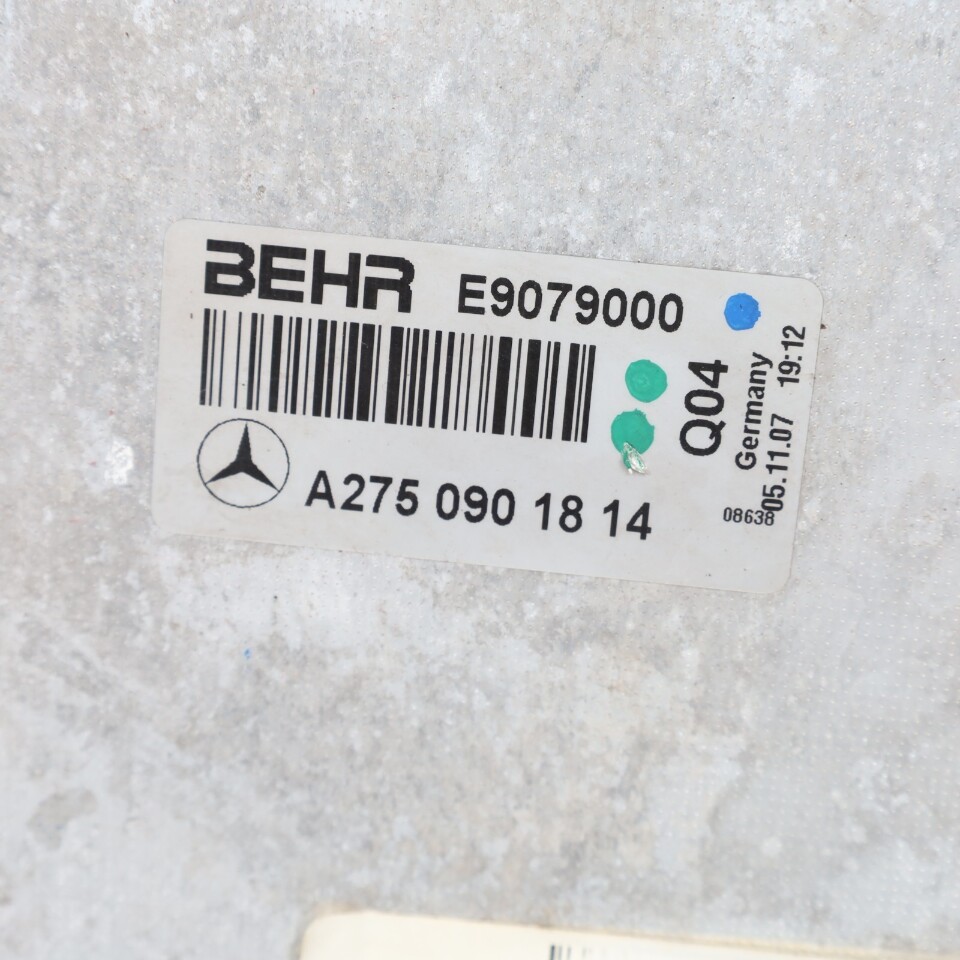 BEHR E9079000
A275 090 18 14
Q04
Germany
05.11.07 19:12
08638